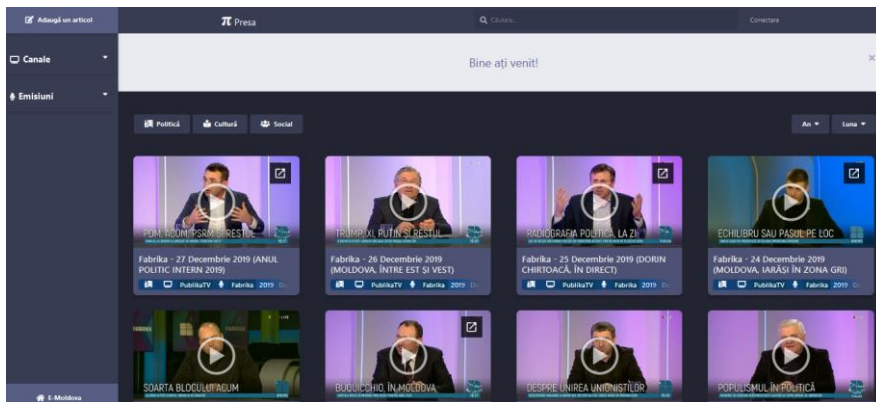 Adaugă un articol
π Presa
Căutare..
Conectare
Canale
Bine ați venit!
×
Emisiuni
Politică
Cultură
Social
An
Luna
PDM, ACUM, PSRM ȘI RESTUL
TRUMP, XI, PUTIN ȘI RESTUL
RADIOGRAFIA POLITICĂ, LA ZI
ECHILIBRU SAU PASUL PE LOC
Fabrika - 27 Decembrie 2019 (ANUL
POLITIC INTERN 2019)
Fabrika - 26 Decembrie 2019
(MOLDOVA, ÎNTRE EST ȘI VEST)
Fabrika - 25 Decembrie 2019 (DORIN
CHIRTOACĂ, ÎN DIRECT)
Fabrika - 24 Decembrie 2019
(MOLDOVA, IARĂȘI ÎN ZONA GRI)
PublikaTV Fabrika 2019
PublikaTV Fabrika 2019
PublikaTV Fabrika 2019
PublikaTV Fabrika 2019
SOARTA BLOCULUI ACUM
BUQUICCHIO, ÎN MOLDOVA
DESPRE UNIREA UNIONIȘTILOR
POPULISMUL ÎN POLITICĂ
E-Moldova